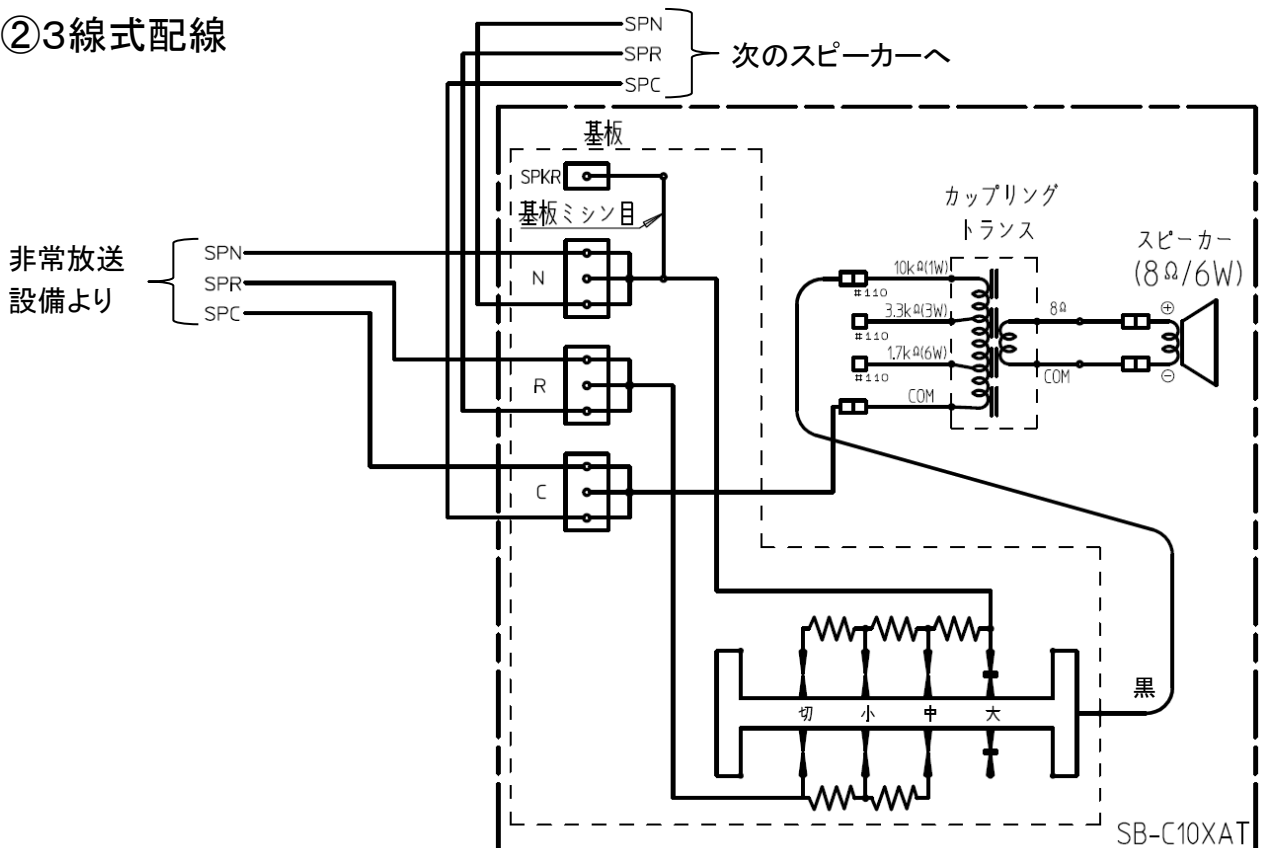 ②3線式配線
SPN
SPR
SPC
次のスピーカーへ
基板
SPKR
基板ミシン目
カップリング
トランス
スピーカー
(8Ω/6W)
非常放送
設備より
SPN
SPR
SPC
N
R
C
10kΩ(1W)
#110
3.3kΩ(3W)
#110
1.7kΩ(6W)
#110
COM
8Ω
COM
⊕
⊖
切 小 中 大
黒
SB-C10XAT